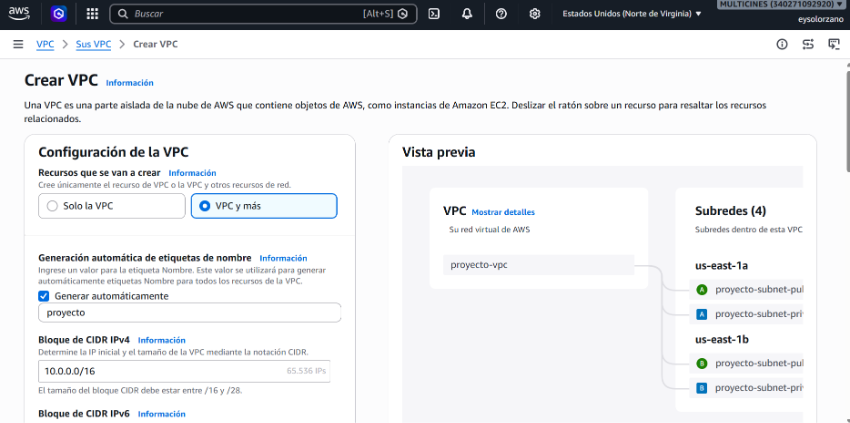 aws
Buscar
[Alt+S]
Estados Unidos (Norte de Virginia)
MULTICINES (340271092920)
eysolorzano
VPC
Sus VPC
Crear VPC
Crear VPC
Información
Una VPC es una parte aislada de la nube de AWS que contiene objetos de AWS, como instancias de Amazon EC2. Deslizar el ratón sobre un recurso para resaltar los recursos
relacionados.
Configuración de la VPC
Recursos que se van a crear Información
Cree únicamente el recurso de VPC o la VPC y otros recursos de red.
Solo la VPC
VPC y más
Generación automática de etiquetas de nombre Información
Ingrese un valor para la etiqueta Nombre. Este valor se utilizará para generar
automáticamente etiquetas Nombre para todos los recursos de la VPC.
Generar automáticamente
proyecto
Bloque de CIDR IPv4 Información
Determine la IP inicial y el tamaño de la VPC mediante la notación CIDR.
10.0.0.0/16
65.536 IPs
El tamaño del bloque CIDR debe estar entre /16 y /28.
Bloque de CIDR IPv6 Información
Vista previa
VPC Mostrar detalles
Su red virtual de AWS
proyecto-vpc
Subredes (4)
Subredes dentro de esta VPC
us-east-1a
A proyecto-subnet-pul
A proyecto-subnet-pri
us-east-1b
B proyecto-subnet-pul
B proyecto-subnet-pri